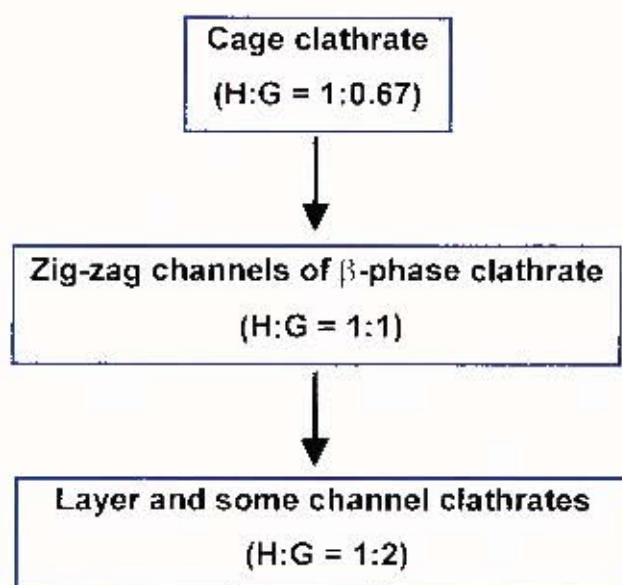 Cage clathrate
(H:G = 1:0.67)
Zig-zag channels of β-phase clathrate
(H:G = 1:1)
Layer and some channel clathrates
(H:G = 1:2)